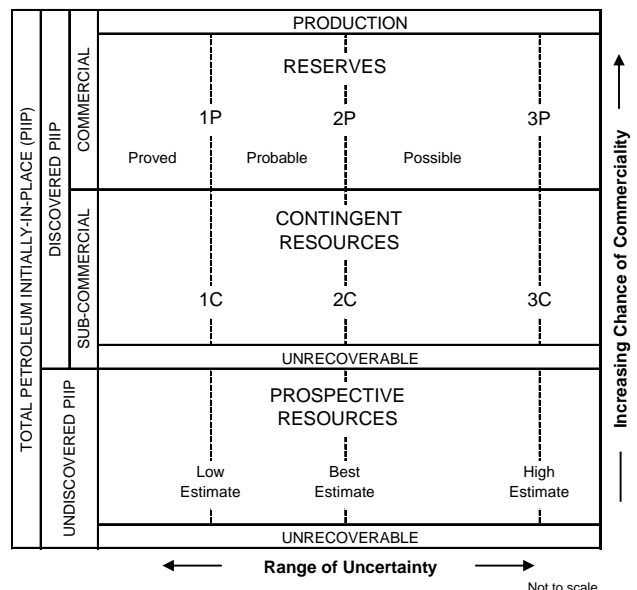 TOTAL PETROLEUM INITIALLY-IN-PLACE (PIIP)
DISCOVERED PIIP
COMMERCIAL
PRODUCTION
RESERVES
1P 2P 3P
Proved Probable Possible
SUB-COMMERCIAL
CONTINGENT
RESOURCES
1C 2C 3C
UNRECOVERABLE
UNDISCOVERED PIIP
PROSPECTIVE
RESOURCES
Low Best High
Estimate Estimate Estimate
UNRECOVERABLE
Increasing Chance of Commerciality
Range of Uncertainty
Not to scale